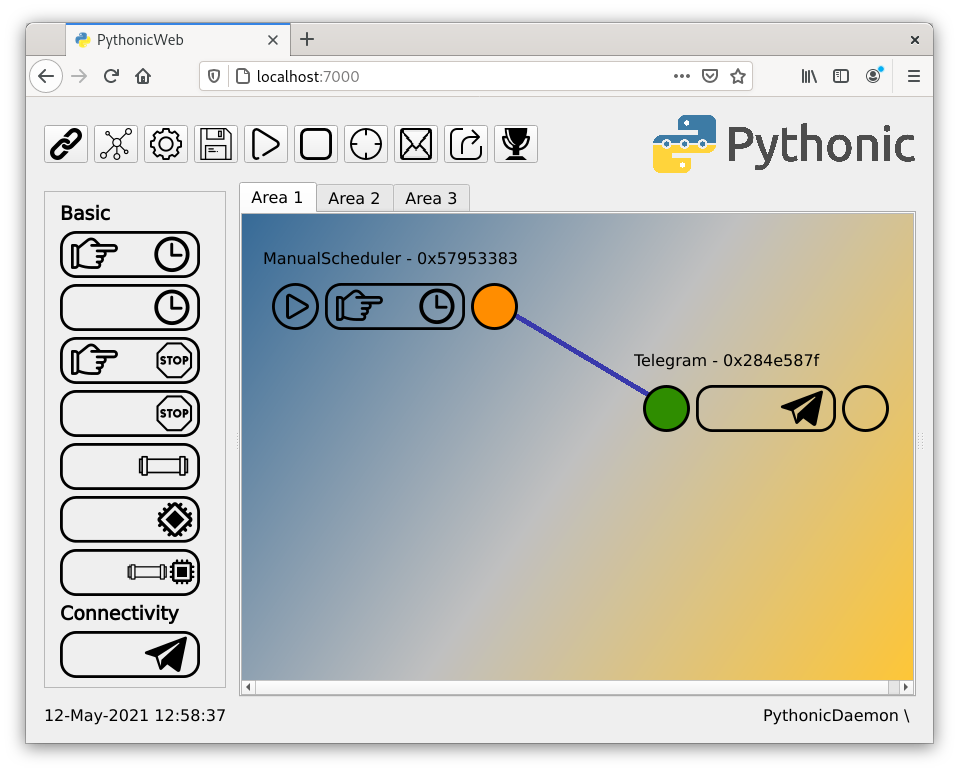 PythonicWeb
localhost:7000
Pythonic
Area 1 Area 2 Area 3
Basic
ManualScheduler - 0x57953383
STOP
Telegram - 0x284e587f
STOP
Connectivity
12-May-2021 12:58:37 PythonicDaemon \